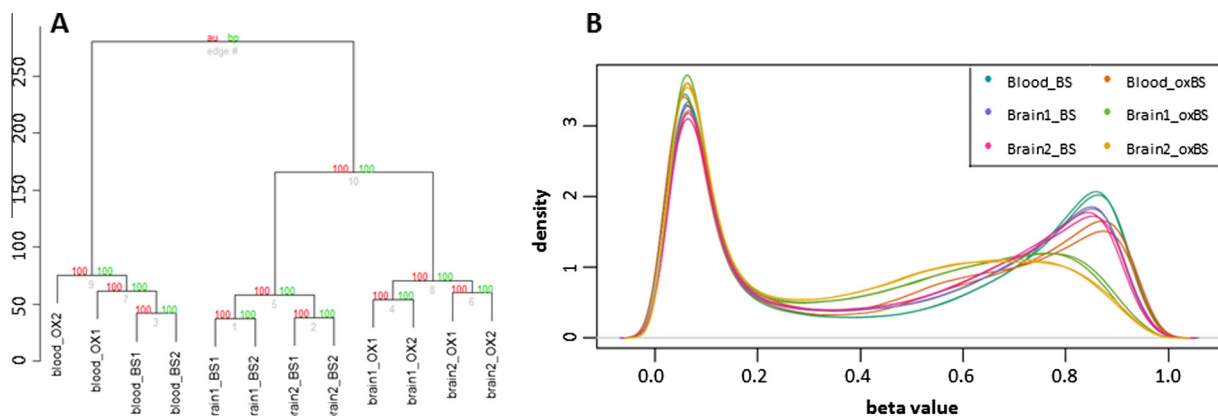 A
au bp
edge #
250
200
150
100
50
0
100 100
10
100 100
9
100 100
7
100 100
3
100 100
5
100 100
1
100 100
2
100 100
8
100 100
4
100 100
6
blood_OX2
blood_OX1
blood_BS1
blood_BS2
rain1_BS1
rain1_BS2
rain2_BS1
rain2_BS2
brain1_OX1
brain1_OX2
brain2_OX1
brain2_OX2
B
density
3
2
1
0
Blood_BS
Blood_oxBS
Brain1_BS
Brain1_oxBS
Brain2_BS
Brain2_oxBS
0.0 0.2 0.4 0.6 0.8 1.0
beta value